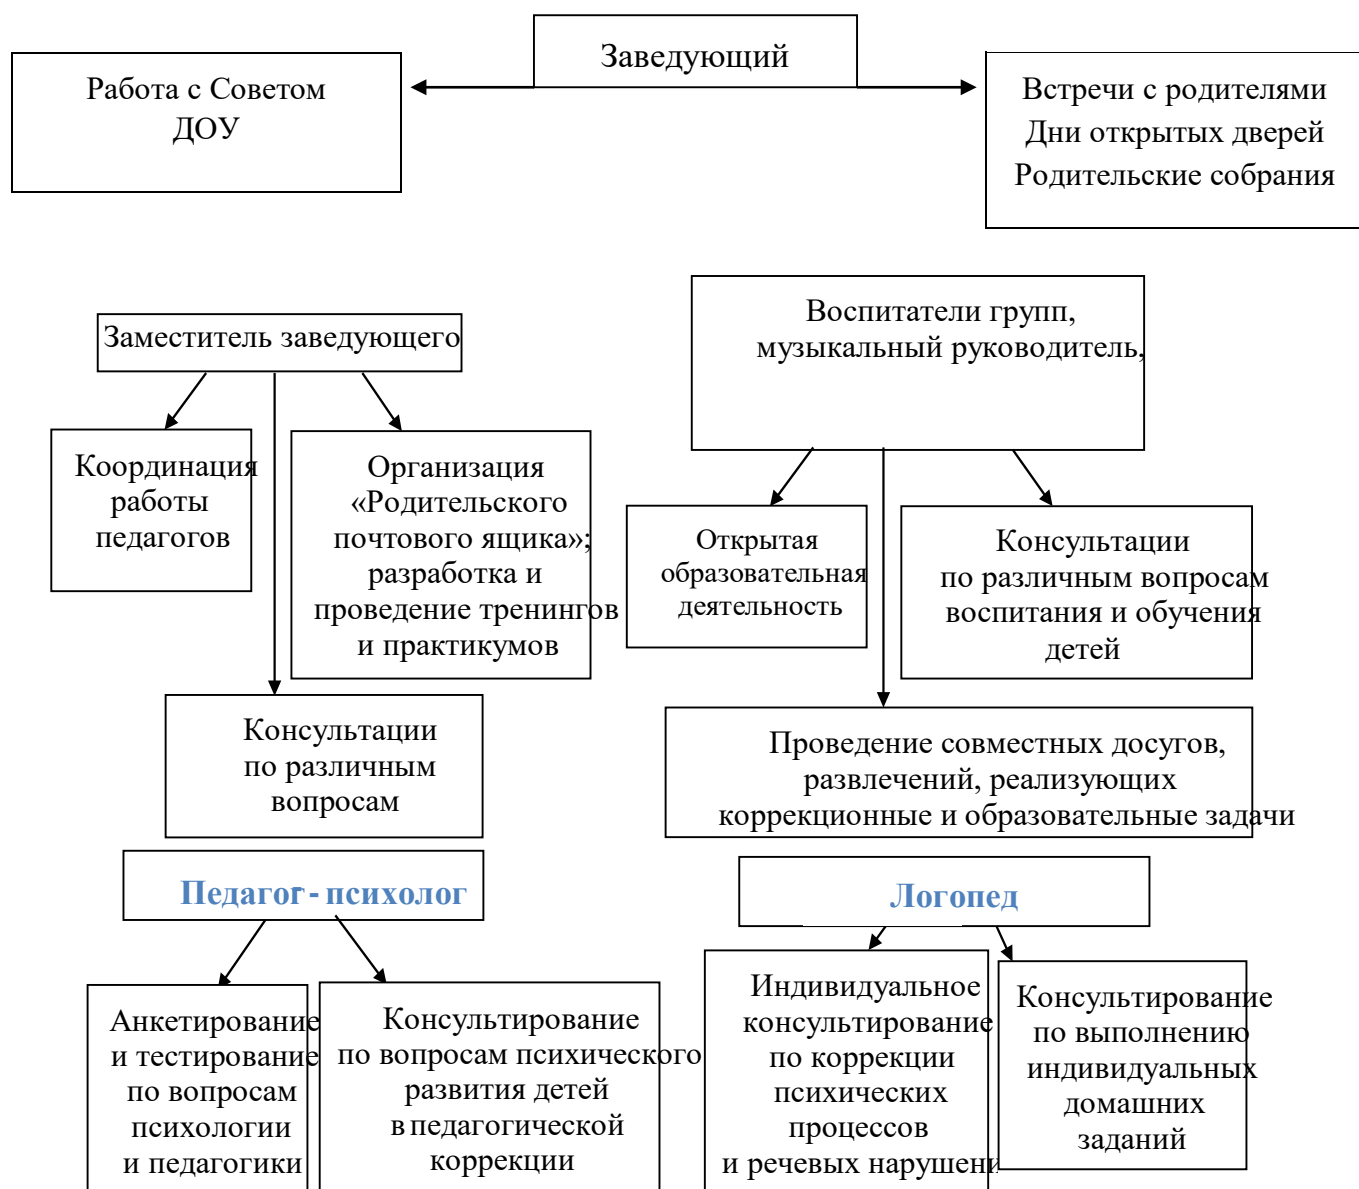 Заведующий
Работа с Советом
ДОУ
Встречи с родителями
Дни открытых дверей
Родительские собрания
Заместитель заведующего
Координация
работы
педагогов
Организация
«Родительского
почтового ящика»;
разработка и
проведение тренингов
и практикумов
Консультации
по различным
вопросам
Воспитатели групп,
музыкальный руководитель,
Открытая
образовательная
деятельность
Консультации
по различным вопросам
воспитания и обучения
детей
Проведение совместных досугов,
развлечений, реализующих
коррекционные и образовательные задачи
Педагог - психолог
Анкетирование
и тестирование
по вопросам
психологии
и педагогики
Консультирование
по вопросам психического
развития детей
в педагогической
коррекции
Логопед
Индивидуальное
консультирование
по коррекции
психических
процессов
и речевых нарушени
Консультирование
по выполнению
индивидуальных
домашних
заданий